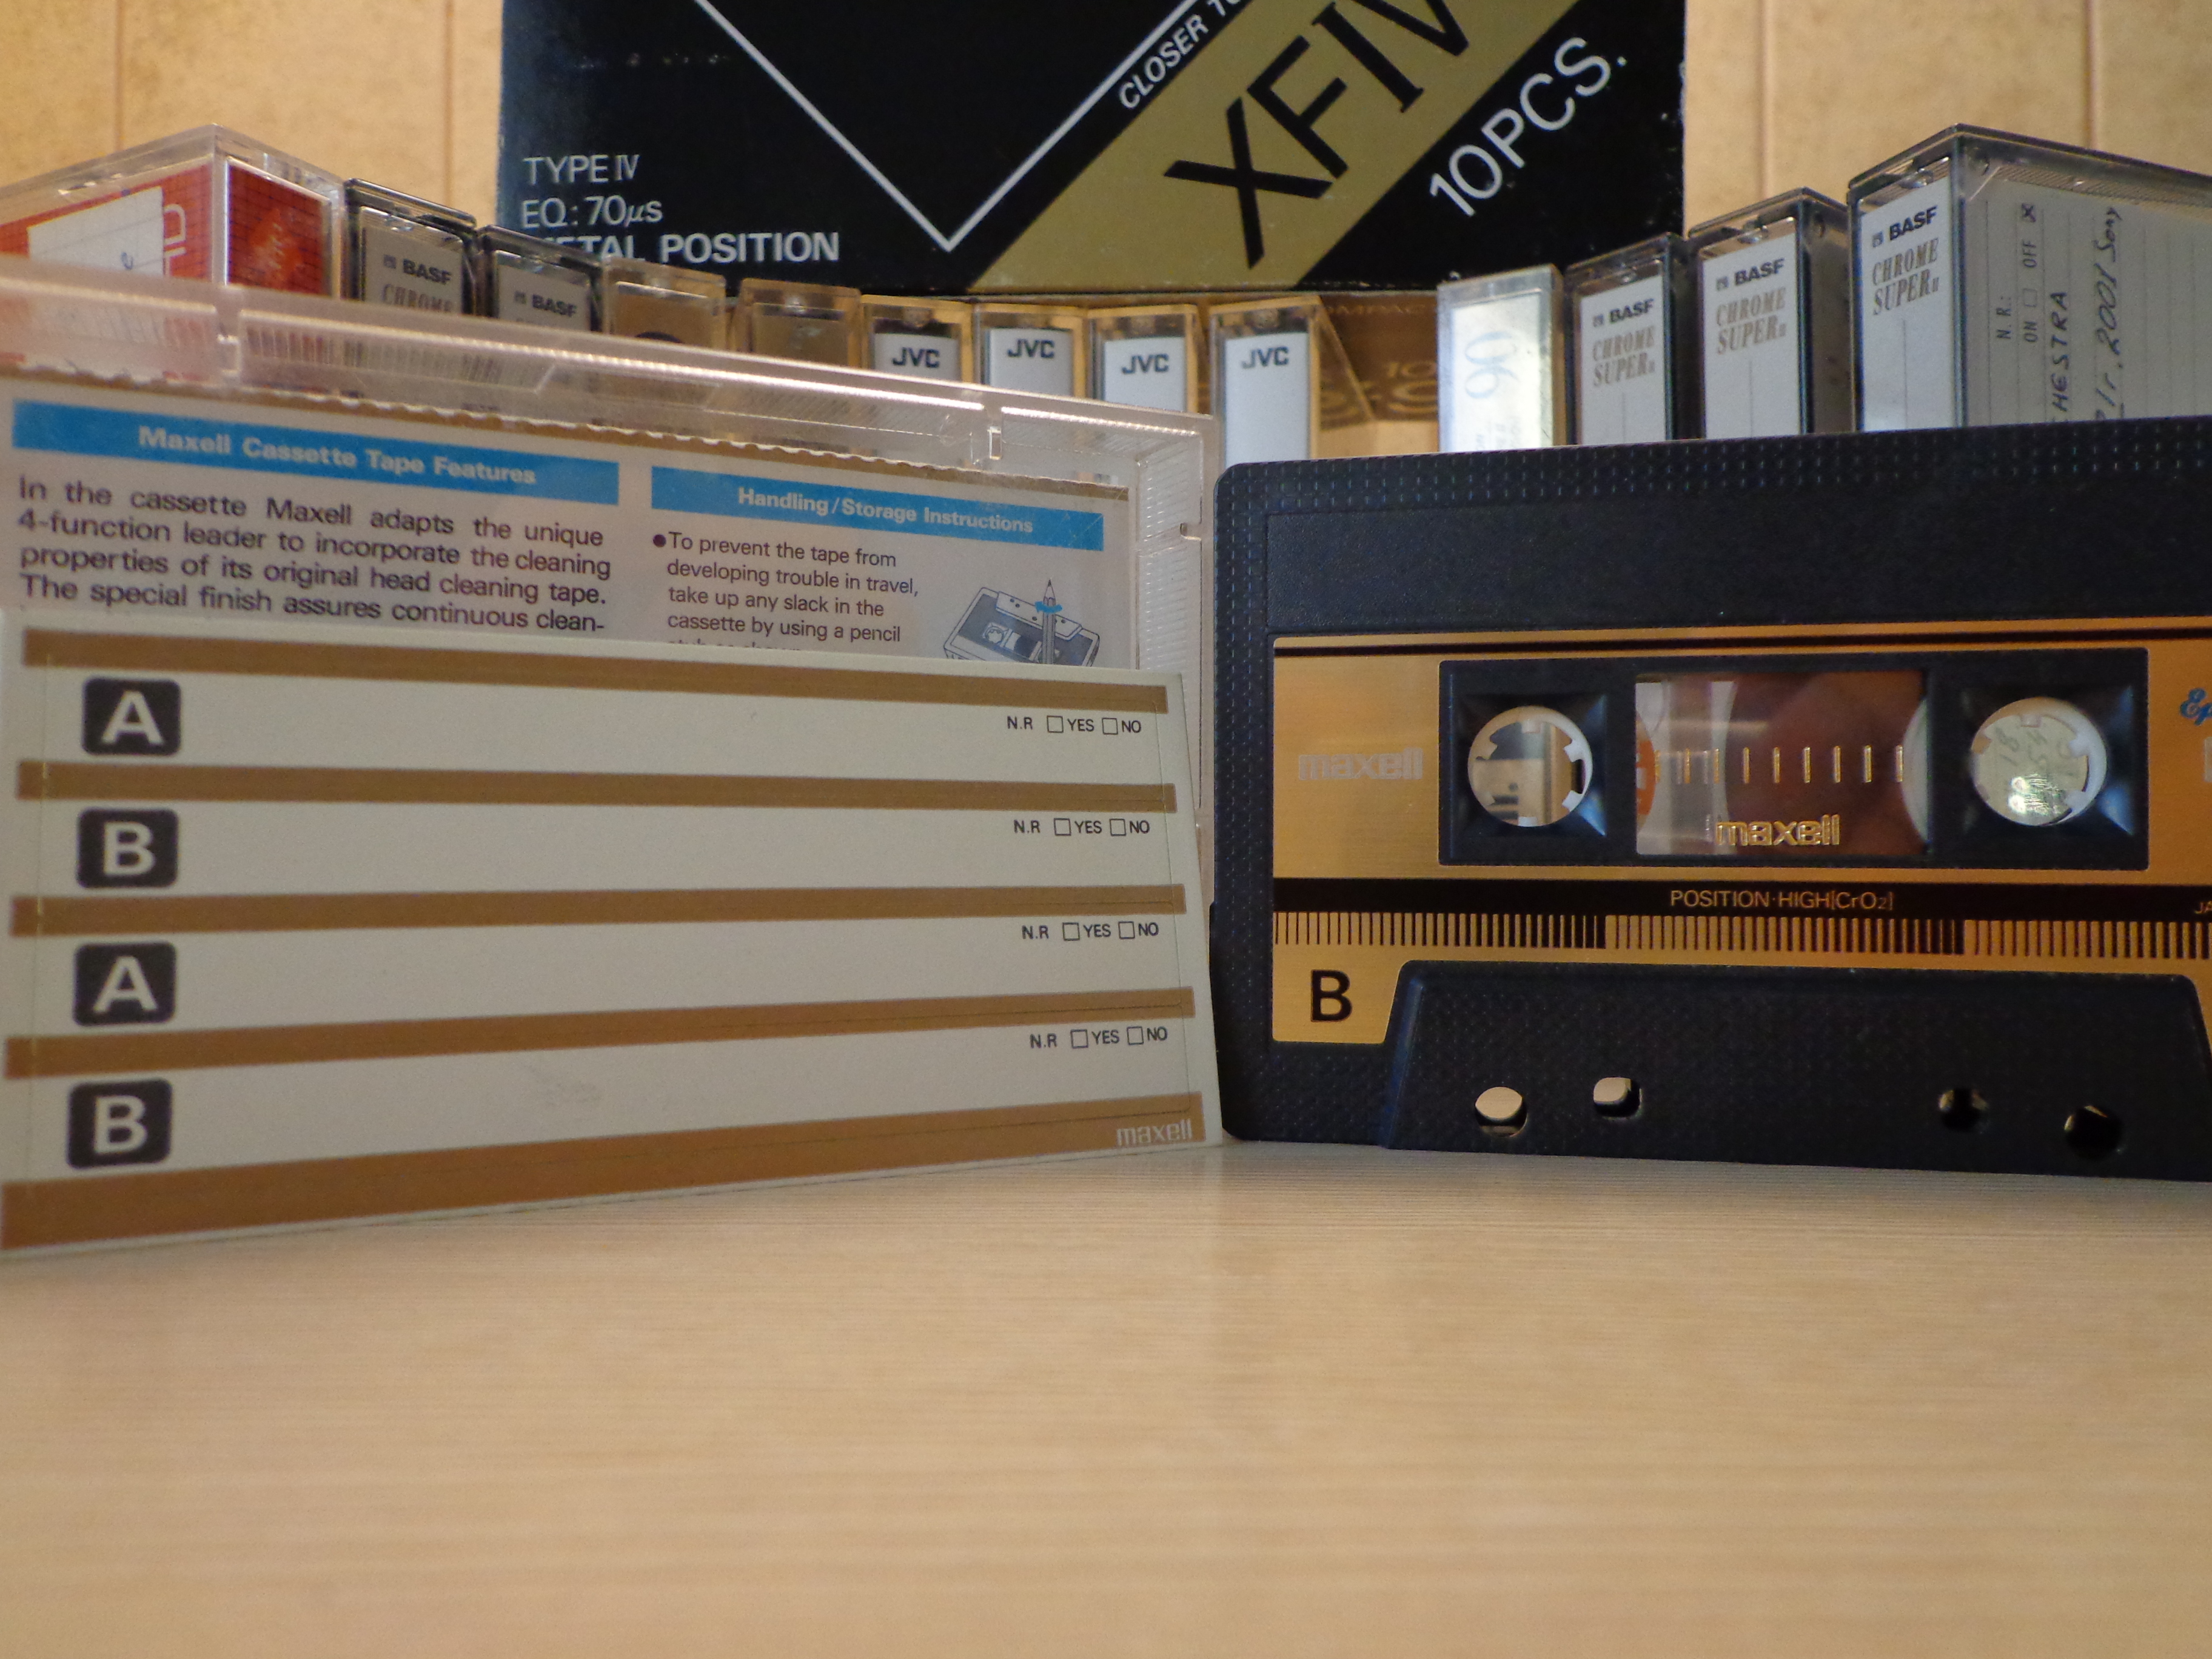 CLOSER
XFIV
10PCS.
TYPE IV
EQ: 70μs
METAL POSITION
BASF
CHROME
BASF
JVC
JVC
JVC
JVC
90
BASF
CHROME
SUPER II
BASF
CHROME
SUPER II
BASF
CHROME
SUPER II
N.R.:
ON □ OFF ☒
2001 Sony
Maxell Cassette Tape Features
In the cassette Maxell adapts the unique
4-function leader to incorporate the cleaning
properties of its original head cleaning tape.
The special finish assures continuous clean-
Handling/Storage Instructions
●To prevent the tape from
developing trouble in travel,
take up any slack in the
cassette by using a pencil
A
N.R □YES □NO
B
N.R □YES □NO
A
N.R □YES □NO
B
N.R □YES □NO
maxell
maxell
maxell
POSITION·HIGH[CrO2]
B